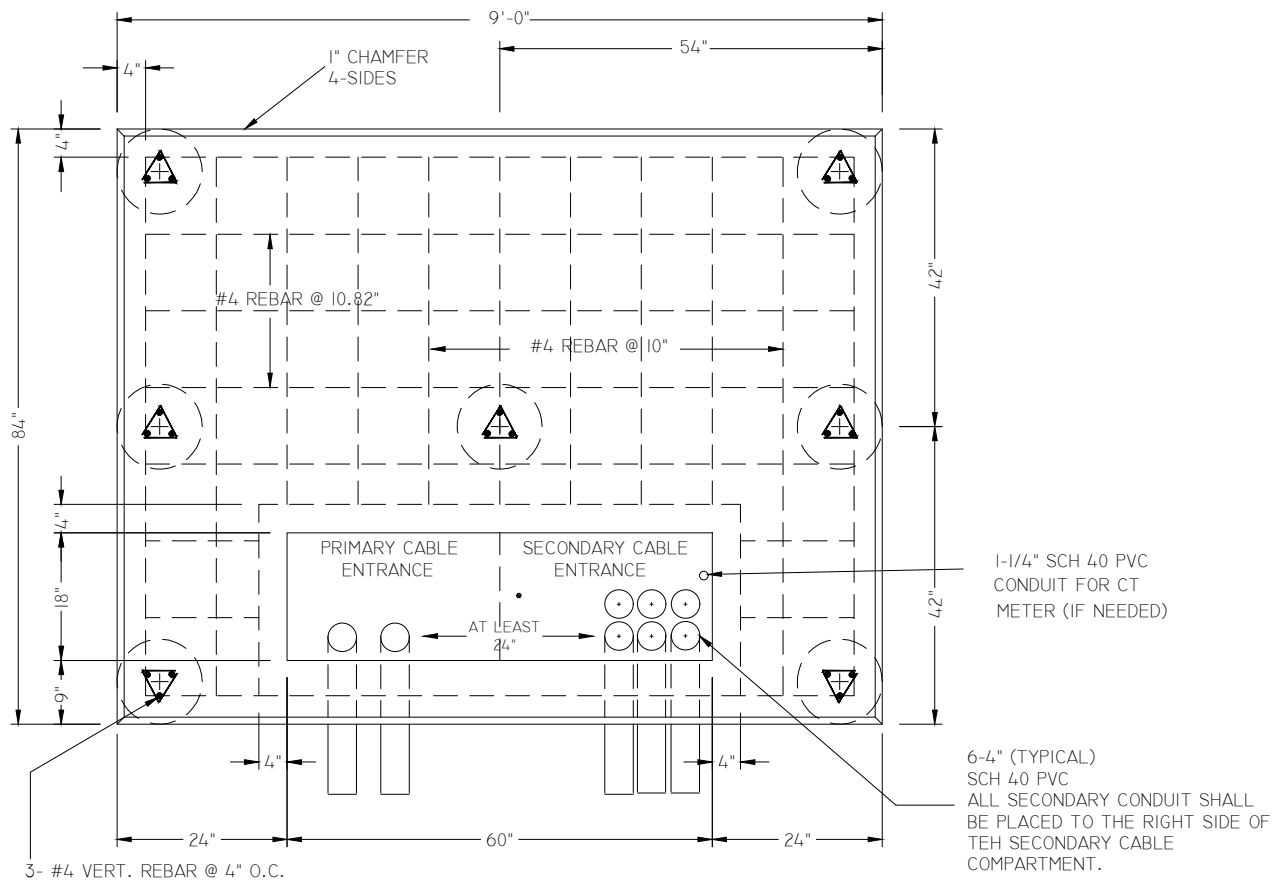 9'-0"
54"
1" CHAMFER
4-SIDES
4"
4"
#4 REBAR @ 10.82"
#4 REBAR @ 10"
42"
84"
4"
PRIMARY CABLE
ENTRANCE
SECONDARY CABLE
ENTRANCE
1-1/4" SCH 40 PVC
CONDUIT FOR CT
METER (IF NEEDED)
18"
AT LEAST
24"
42"
9"
4"
4"
6-4" (TYPICAL)
SCH 40 PVC
ALL SECONDARY CONDUIT SHALL
BE PLACED TO THE RIGHT SIDE OF
TEH SECONDARY CABLE
COMPARTMENT.
24"
60"
24"
3- #4 VERT. REBAR @ 4" O.C.